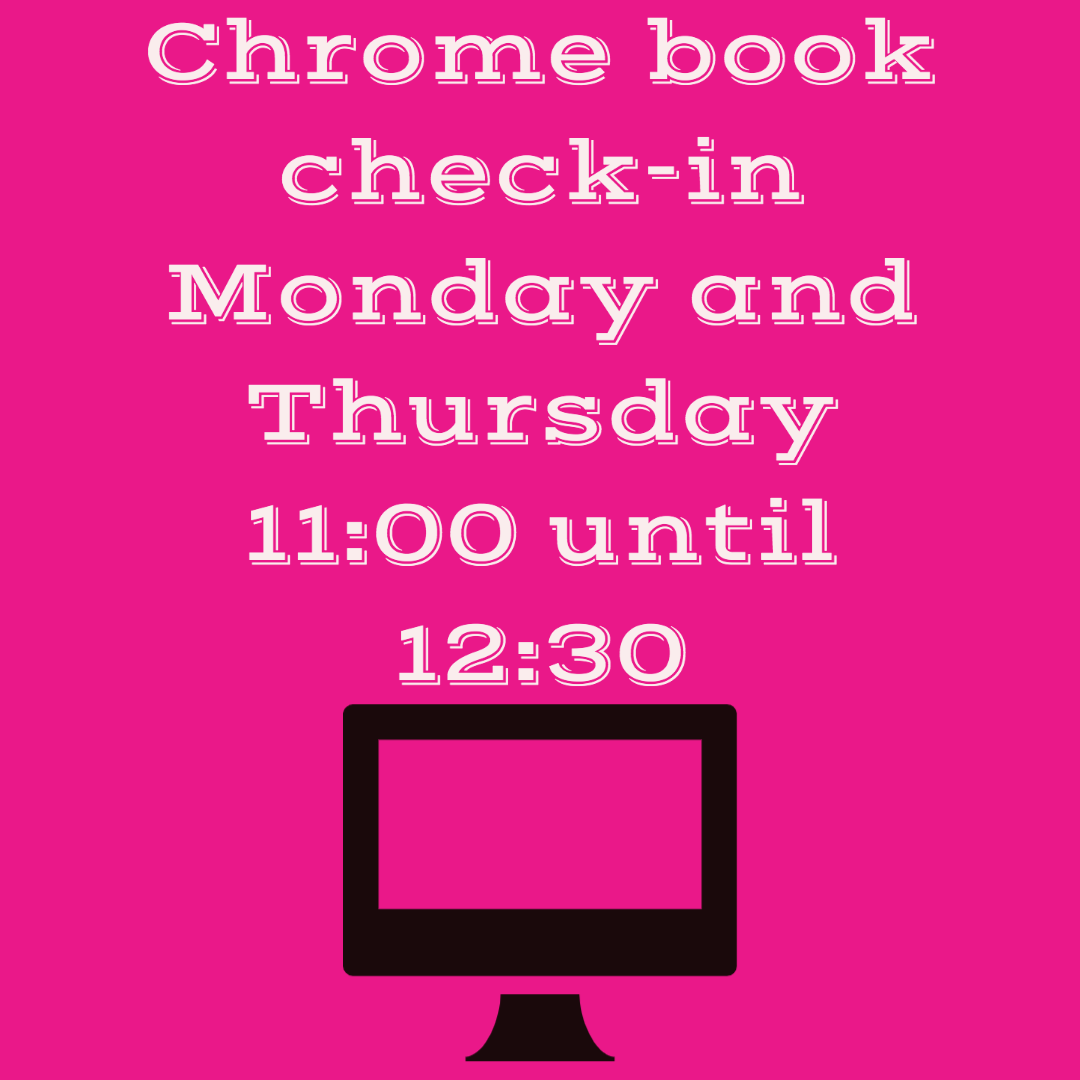 Chrome book
check-in
Monday and
Thursday
11:00 until
12:30